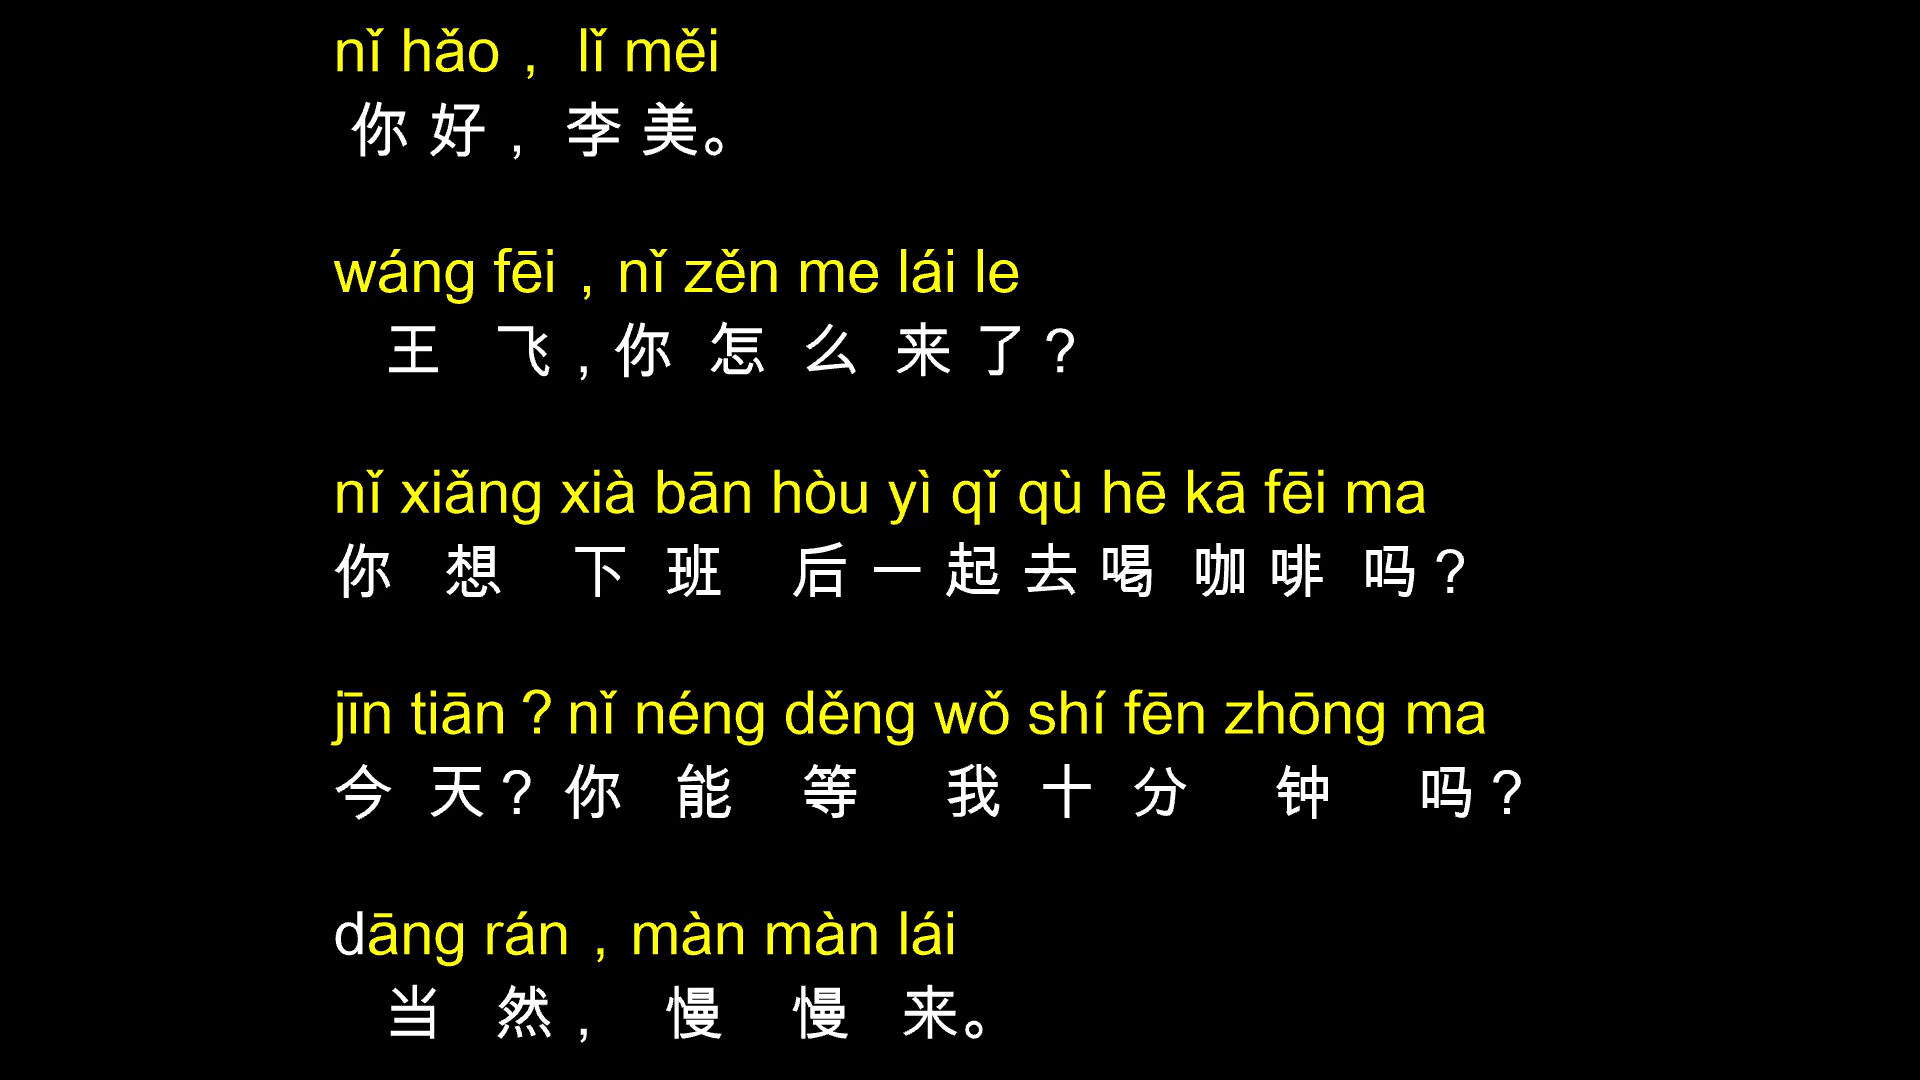 nǐ hǎo， lǐ měi
你好， 李美。
wáng fēi，nǐ zěn me lái le
王飞，你怎么来了？
nǐ xiǎng xià bān hòu yì qǐ qù hē kā fēi ma
你想下班后一起去喝咖啡吗？
jīn tiān？nǐ néng děng wǒ shí fēn zhōng ma
今天？你能等我十分钟吗？
dāng rán，màn màn lái
当然，慢慢来。